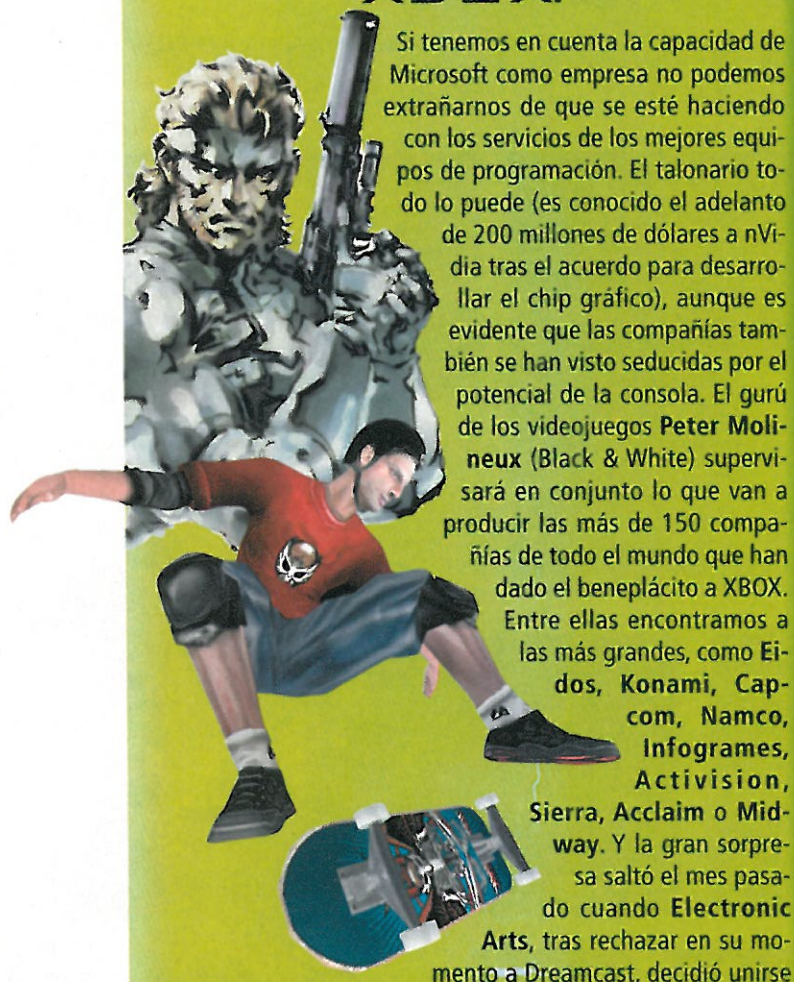 Si tenemos en cuenta la capacidad de
Microsoft como empresa no podemos
extrañarnos de que se esté haciendo
con los servicios de los mejores equi-
pos de programación. El talonario to-
do lo puede (es conocido el adelanto
de 200 millones de dólares a nVi-
dia tras el acuerdo para desarro-
llar el chip gráfico), aunque es
evidente que las compañías tam-
bién se han visto seducidas por el
potencial de la consola. El gurú
de los videojuegos Peter Moli-
neux (Black & White) supervi-
sará en conjunto lo que van a
producir las más de 150 compa-
ñías de todo el mundo que han
dado el beneplácito a XBOX.
Entre ellas encontramos a
las más grandes, como Ei-
dos, Konami, Cap-
com, Namco,
Infogrames,
Activision,
Sierra, Acclaim o Mid-
way. Y la gran sorpre-
sa saltó el mes pasa-
do cuando Electronic
Arts, tras rechazar en su mo-
mento a Dreamcast, decidió unirse